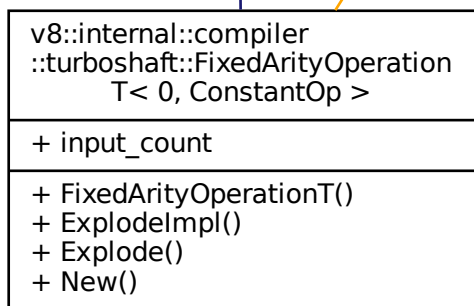 v8::internal::compiler
::turboshaft::FixedArityOperation
T< 0, ConstantOp >
+ input_count
+ FixedArityOperationT()
+ ExplodeImpl()
+ Explode()
+ New()